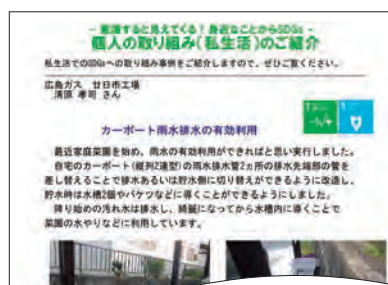 - 意識すると見えてくる！身近なことからSDGs -
個人の取り組み(私生活)のご紹介
私生活でのSDGsへの取り組み事例をご紹介しますので、ぜひご覧ください。
広島ガス 廿日市工場
清原 孝司 さん
カーポート雨水排水の有効利用
最近家庭菜園を始め、雨水の有効利用ができればと思い実行しました。
自宅のカーポート(縦列2連型)の雨水排水管2ヵ所の排水先端部の管を
差し替えることで排水あるいは貯水側に切り替えができるように改造し、
貯水時は水槽2個やバケツなどに導くことができるようにしました。
降り始めの汚れ水は排水し、綺麗になってから水槽内に導くことで
菜園の水やりなどに利用しています。